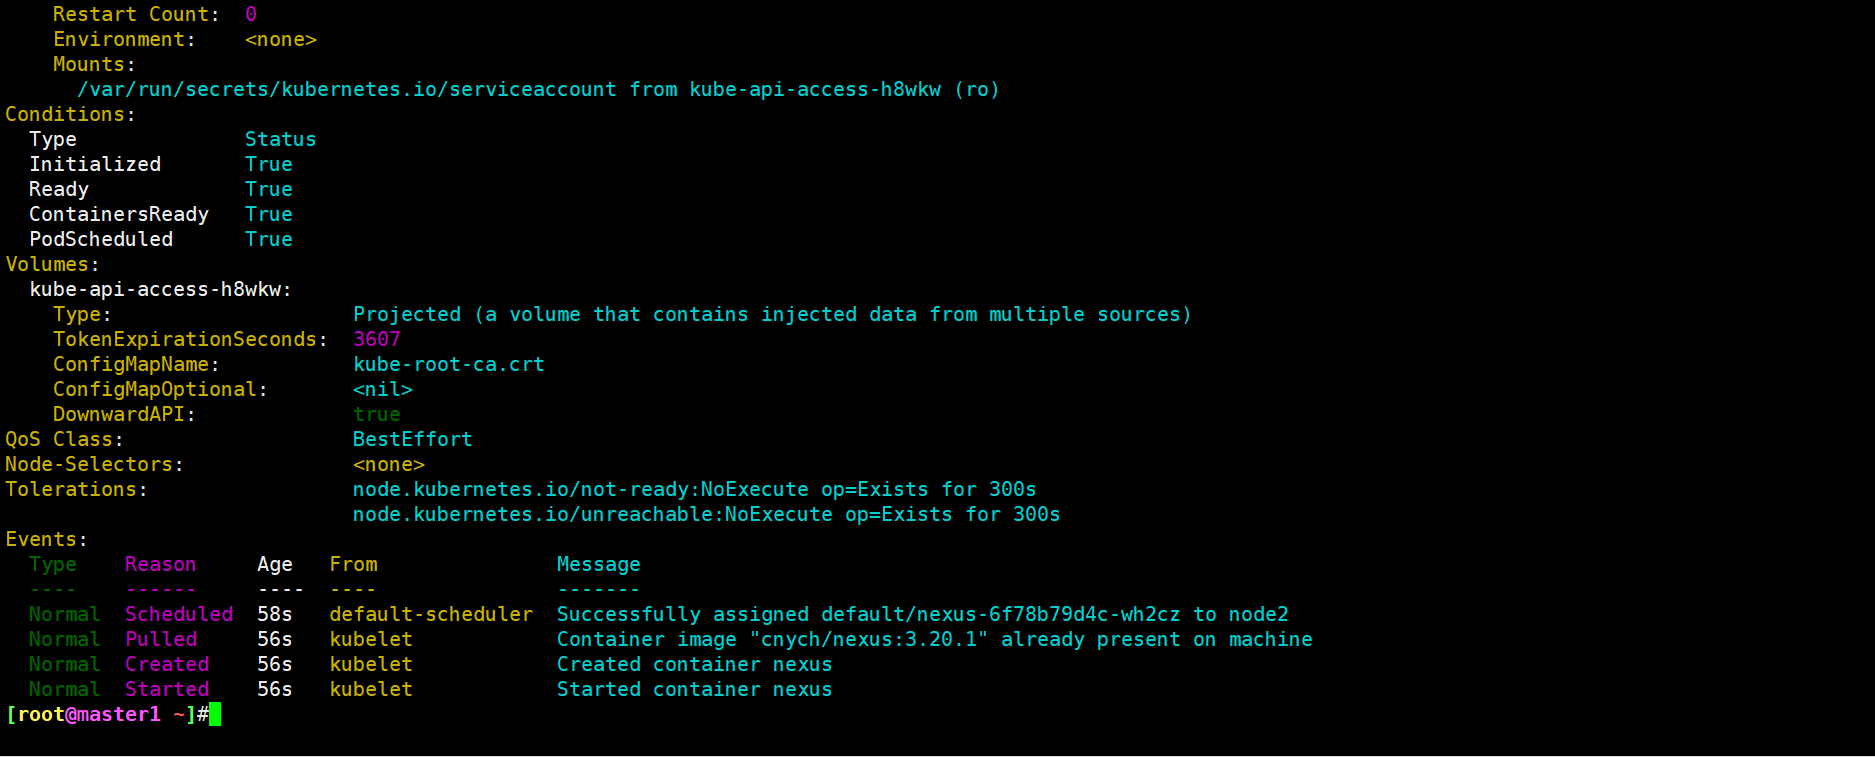 Restart Count:  0
Environment:    <none>
Mounts:
/var/run/secrets/kubernetes.io/serviceaccount from kube-api-access-h8wkw (ro)
Conditions:
Type              Status
Initialized       True
Ready             True
ContainersReady   True
PodScheduled      True
Volumes:
kube-api-access-h8wkw:
Type:                    Projected (a volume that contains injected data from multiple sources)
TokenExpirationSeconds:  3607
ConfigMapName:           kube-root-ca.crt
ConfigMapOptional:       <nil>
DownwardAPI:             true
QoS Class:                   BestEffort
Node-Selectors:              <none>
Tolerations:                 node.kubernetes.io/not-ready:NoExecute op=Exists for 300s
node.kubernetes.io/unreachable:NoExecute op=Exists for 300s
Events:
Type    Reason     Age   From               Message
----    ------     ----  ----               -------
Normal  Scheduled  58s   default-scheduler  Successfully assigned default/nexus-6f78b79d4c-wh2cz to node2
Normal  Pulled     56s   kubelet            Container image "cnych/nexus:3.20.1" already present on machine
Normal  Created    56s   kubelet            Created container nexus
Normal  Started    56s   kubelet            Started container nexus
[root@master1 ~]#